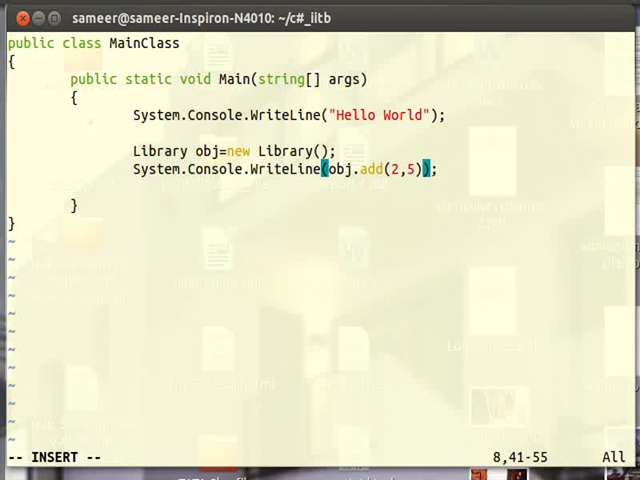 sameer@sameer-Inspiron-N4010: ~/c#_iitb
public class MainClass
{
public static void Main(string[] args)
{
System.Console.WriteLine("Hello World");
Library obj=new Library();
System.Console.WriteLine(obj.add(2,5));
}
}
~
~
~
~
~
~
~
~
~
~
~
~
-- INSERT -- 8,41-55 All